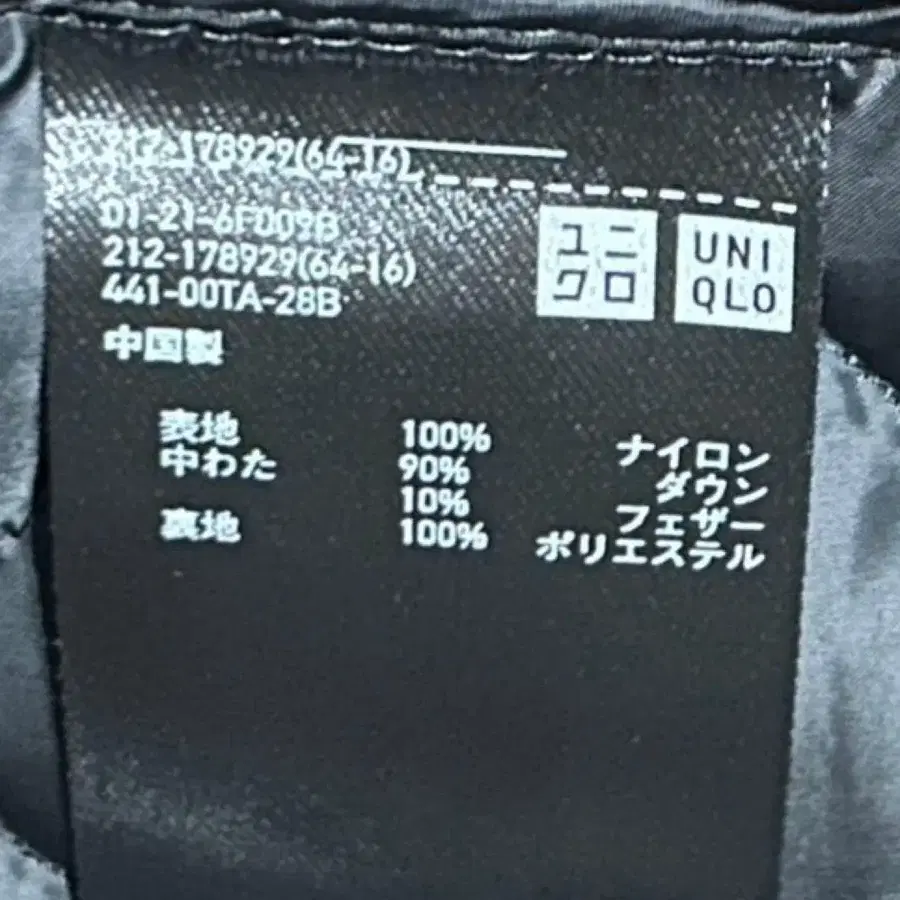 212-178929(64-16)
01-21-6F009B
212-178929(64-16)
441-00TA-28B
中国製
ユニ
クロ
UNI
QLO
表地 100% ナイロン
中わた 90% ダウン
10% フェザー
裏地 100% ポリエステル